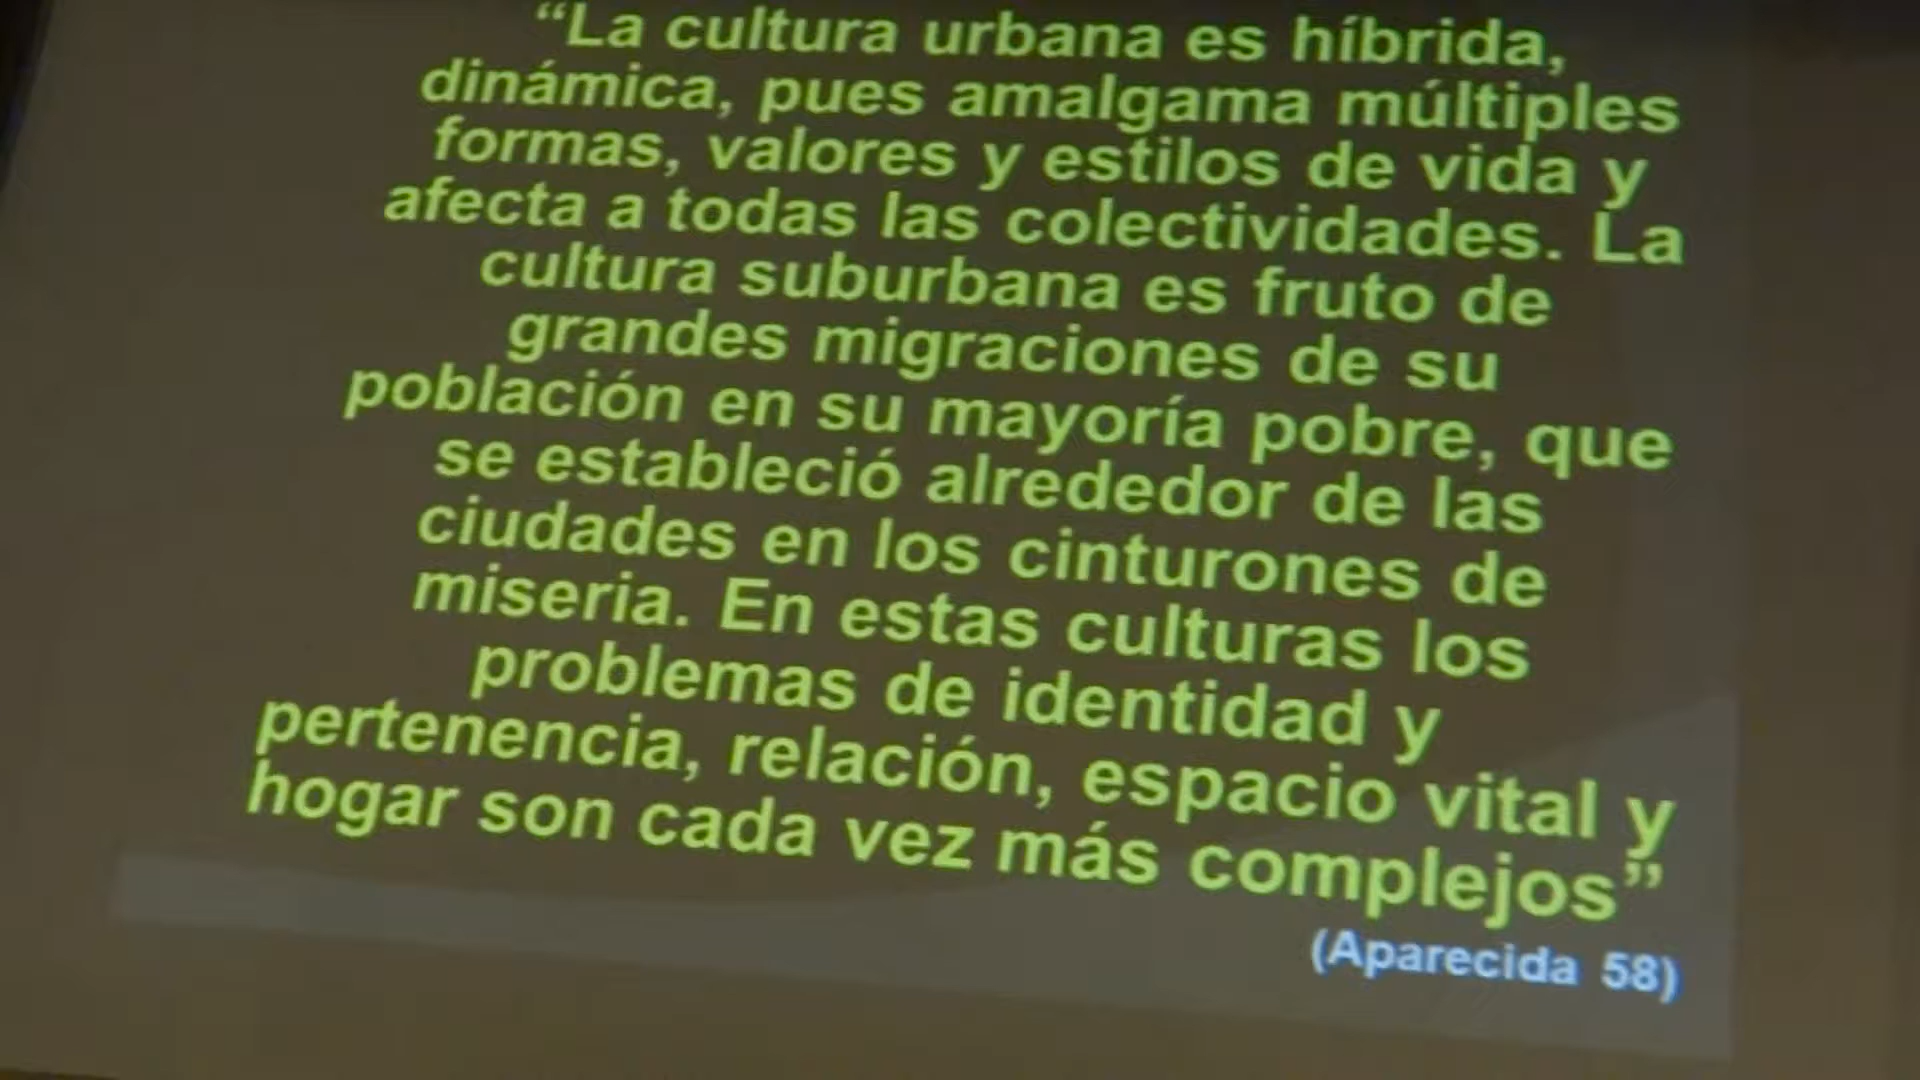 “La cultura urbana es híbrida,
dinámica, pues amalgama múltiples
formas, valores y estilos de vida y
afecta a todas las colectividades. La
cultura suburbana es fruto de
grandes migraciones de su
población en su mayoría pobre, que
se estableció alrededor de las
ciudades en los cinturones de
miseria. En estas culturas los
problemas de identidad y
pertenencia, relación, espacio vital y
hogar son cada vez más complejos”
(Aparecida 58)